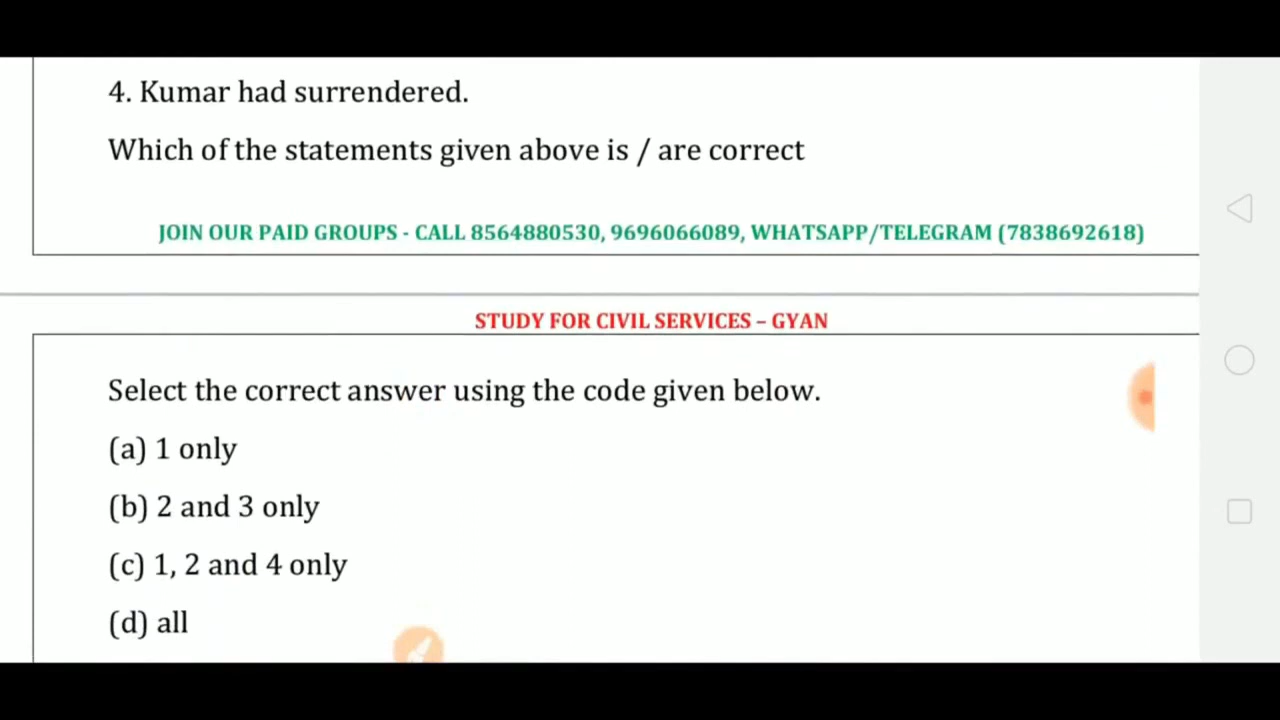 4. Kumar had surrendered.
Which of the statements given above is / are correct
JOIN OUR PAID GROUPS - CALL 8564880530, 9696066089, WHATSAPP/TELEGRAM (7838692618)
STUDY FOR CIVIL SERVICES – GYAN
Select the correct answer using the code given below.
(a) 1 only
(b) 2 and 3 only
(c) 1, 2 and 4 only
(d) all